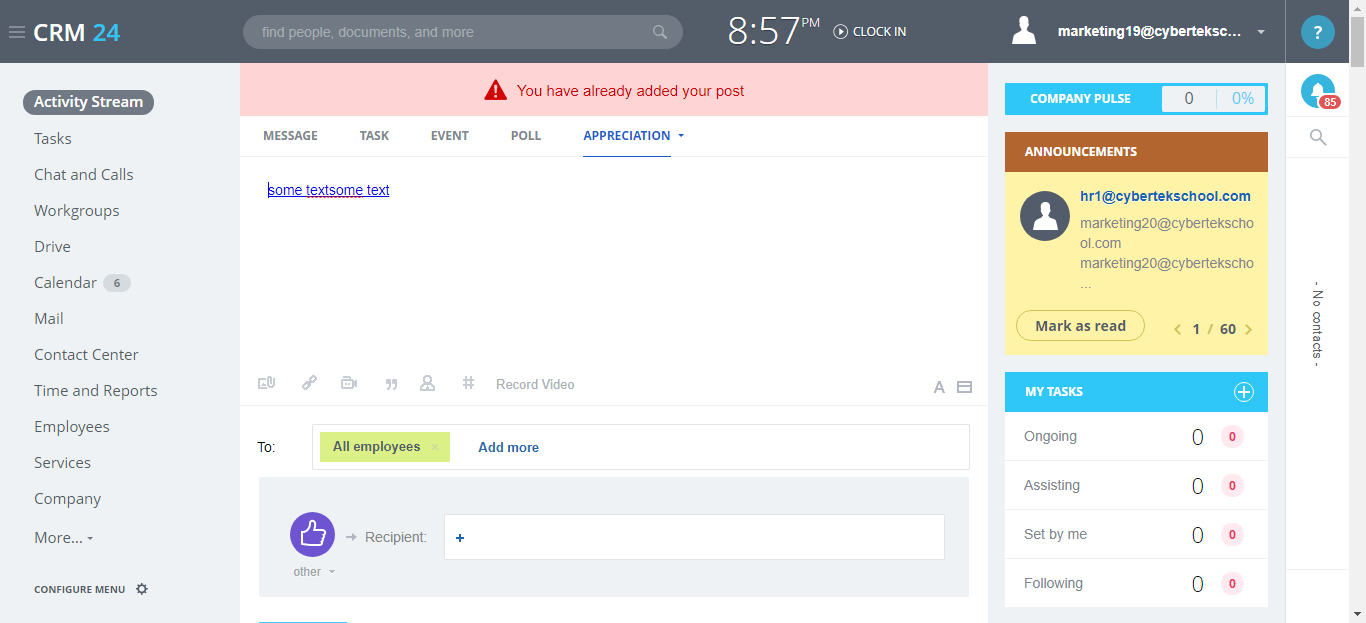 CRM 24
find people, documents, and more
8:57 PM
CLOCK IN
marketing19@cyberteksc...
?
Activity Stream
Tasks
Chat and Calls
Workgroups
Drive
Calendar 6
Mail
Contact Center
Time and Reports
Employees
Services
Company
More...
CONFIGURE MENU
You have already added your post
MESSAGE TASK EVENT POLL APPRECIATION
some textsome text
Record Video
A
To: All employees × Add more
Recipient: +
other
COMPANY PULSE 0 0%
ANNOUNCEMENTS
hr1@cybertekschool.com
marketing20@cybertekscho
ol.com
marketing20@cybertekscho
...
Mark as read
1 / 60
MY TASKS
Ongoing 0 0
Assisting 0 0
Set by me 0 0
Following 0 0
85
- No contacts -